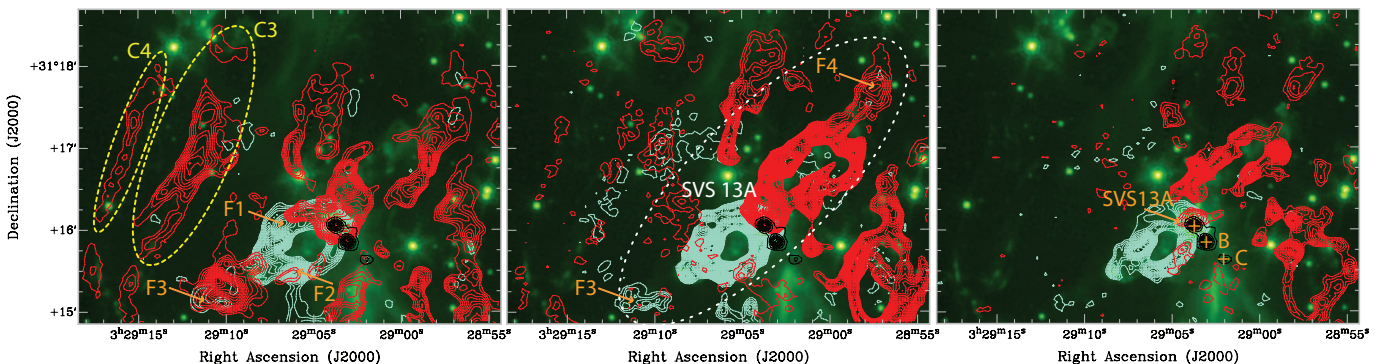 C4
C3
+31°18'
+17'
+16'
+15'
Declination (J2000)
F1
F3
F2
3ʰ29ᵐ15ˢ
29ᵐ10ˢ
29ᵐ05ˢ
29ᵐ00ˢ
28ᵐ55ˢ
Right Ascension (J2000)
F4
SVS 13A
F3
3ʰ29ᵐ15ˢ
29ᵐ10ˢ
29ᵐ05ˢ
29ᵐ00ˢ
28ᵐ55ˢ
Right Ascension (J2000)
SVS13A
B
C
3ʰ29ᵐ15ˢ
29ᵐ10ˢ
29ᵐ05ˢ
29ᵐ00ˢ
28ᵐ55ˢ
Right Ascension (J2000)